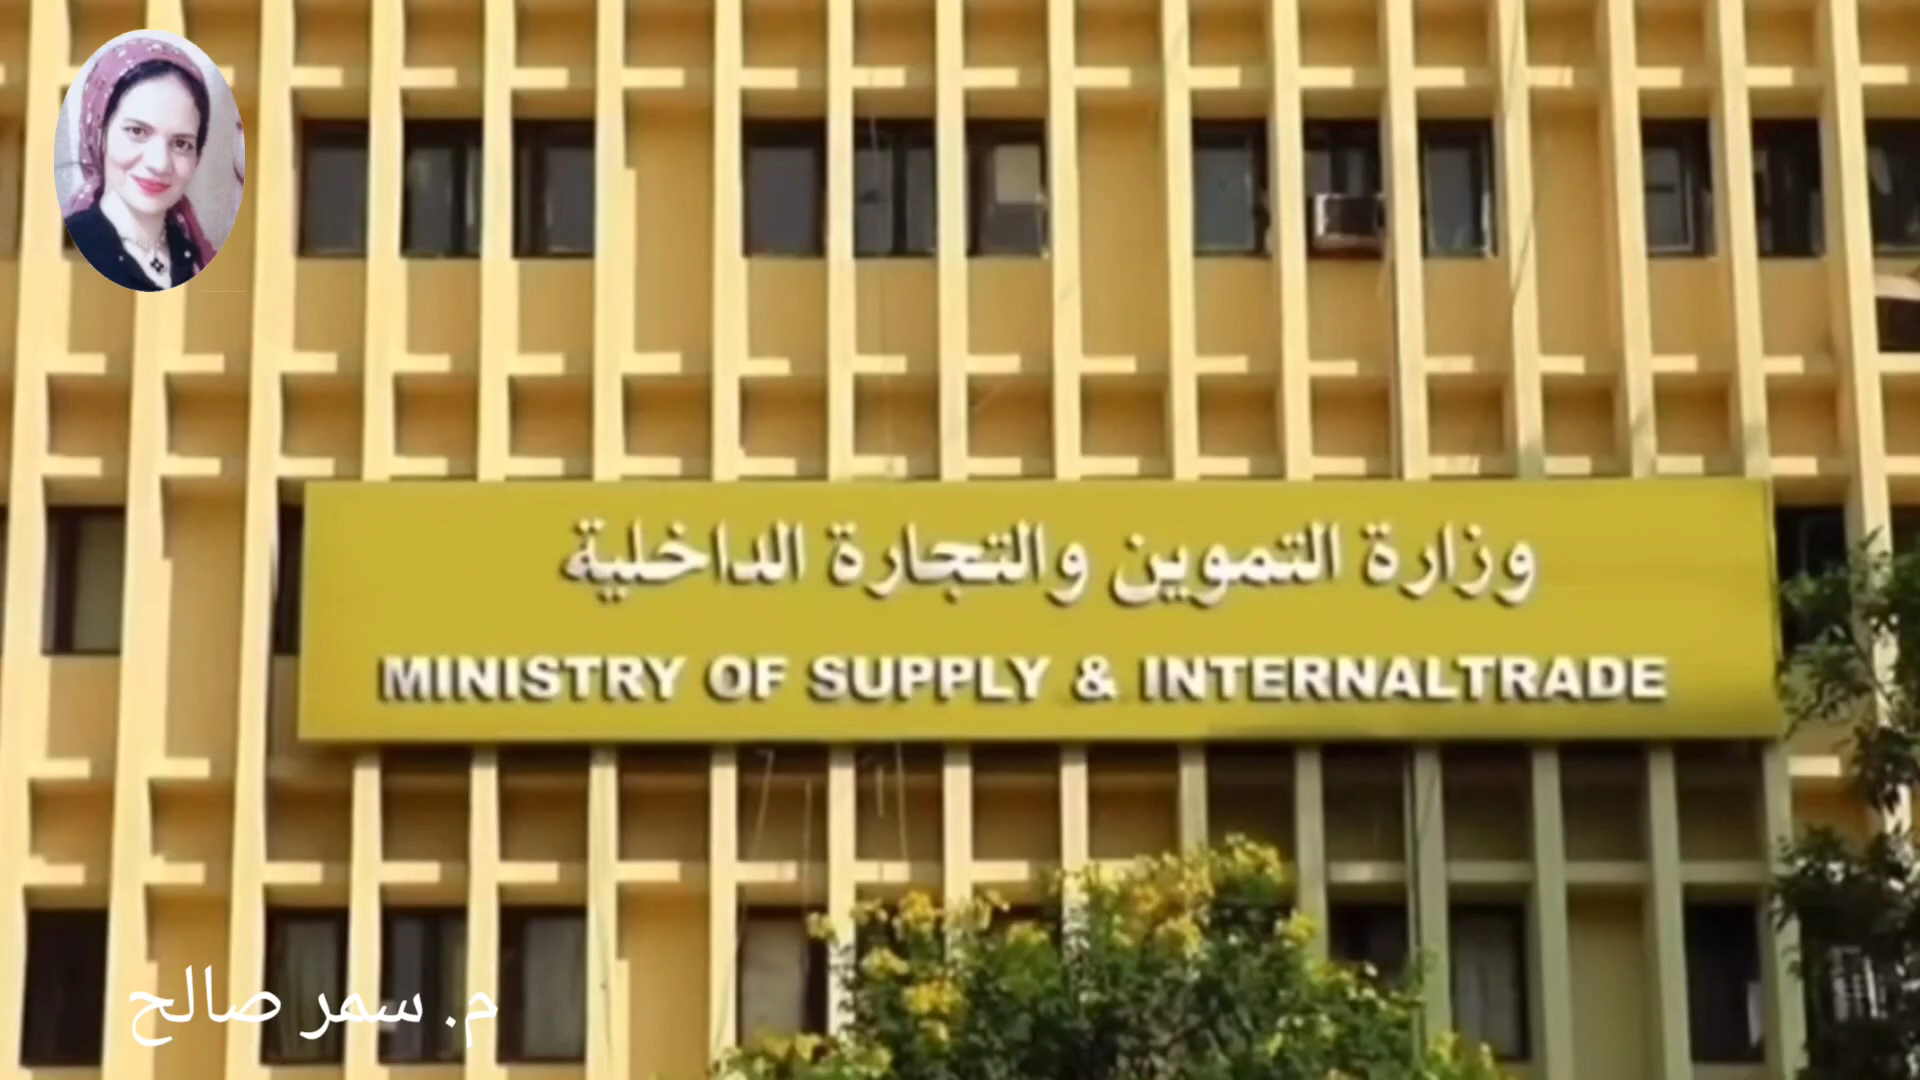 وزارة التموين والتجارة الداخلية
MINISTRY OF SUPPLY & INTERNALTRADE
م. سمر صالح